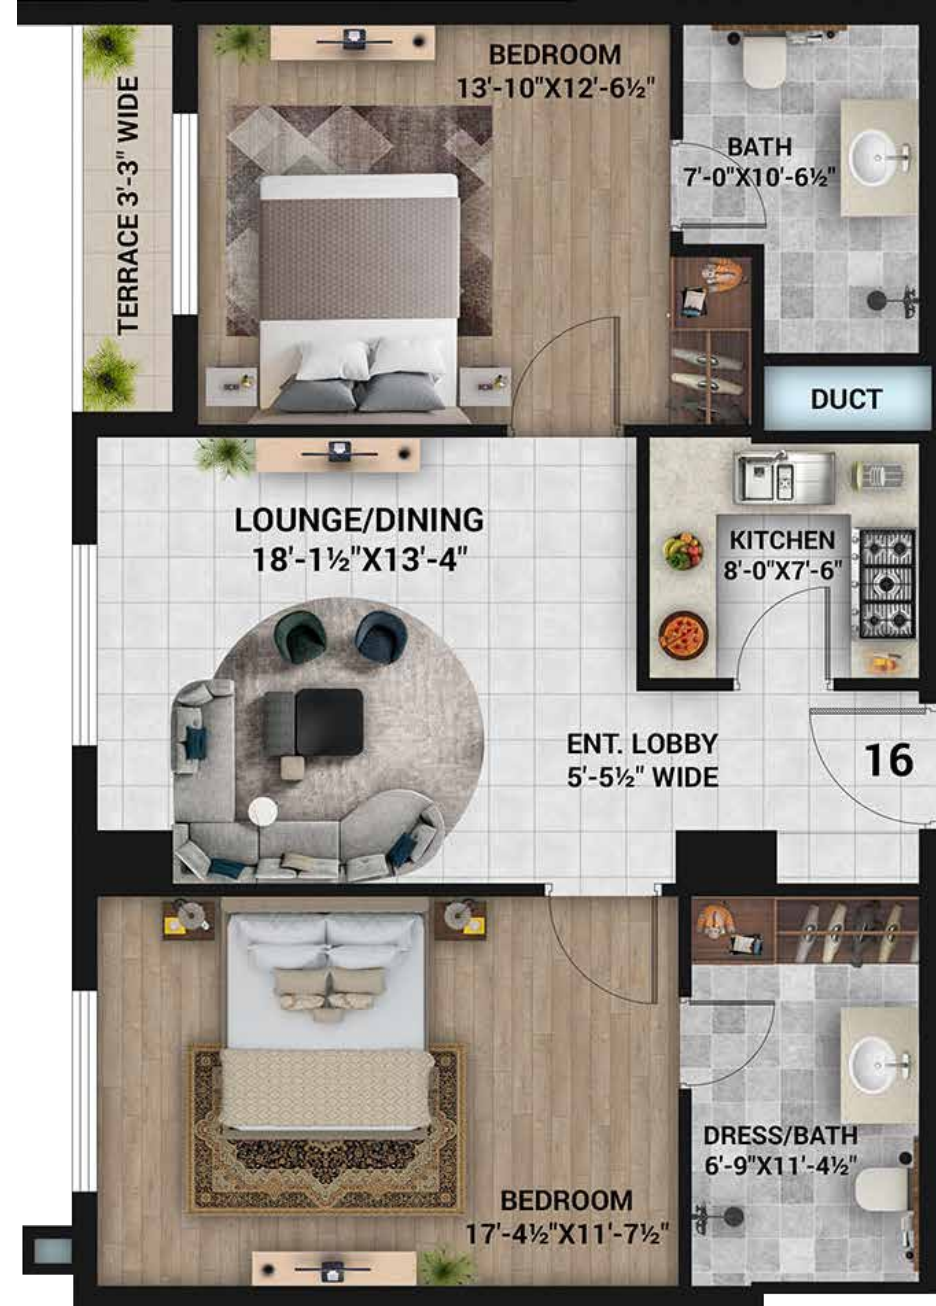 BEDROOM
13'-10"X12'-6½"
TERRACE 3'-3" WIDE
BATH
7'-0"X10'-6½"
DUCT
LOUNGE/DINING
18'-1½"X13'-4"
KITCHEN
8'-0"X7'-6"
ENT. LOBBY
5'-5½" WIDE
16
DRESS/BATH
6'-9"X11'-4½"
BEDROOM
17'-4½"X11'-7½"